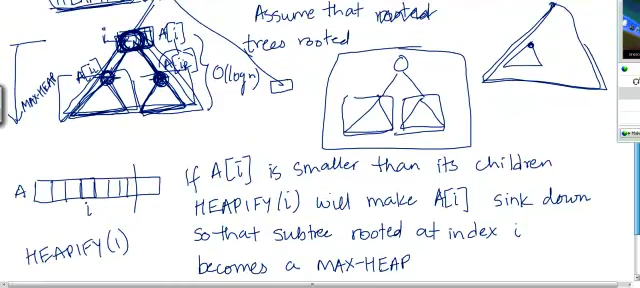 Assume that rooted
trees rooted
i A[i]
MAX-HEAP
O(logn)
A
i
If A[i] is smaller than its children
HEAPIFY(i) will make A[i] sink down
so that subtree rooted at index i
becomes a MAX-HEAP
HEAPIFY(i)